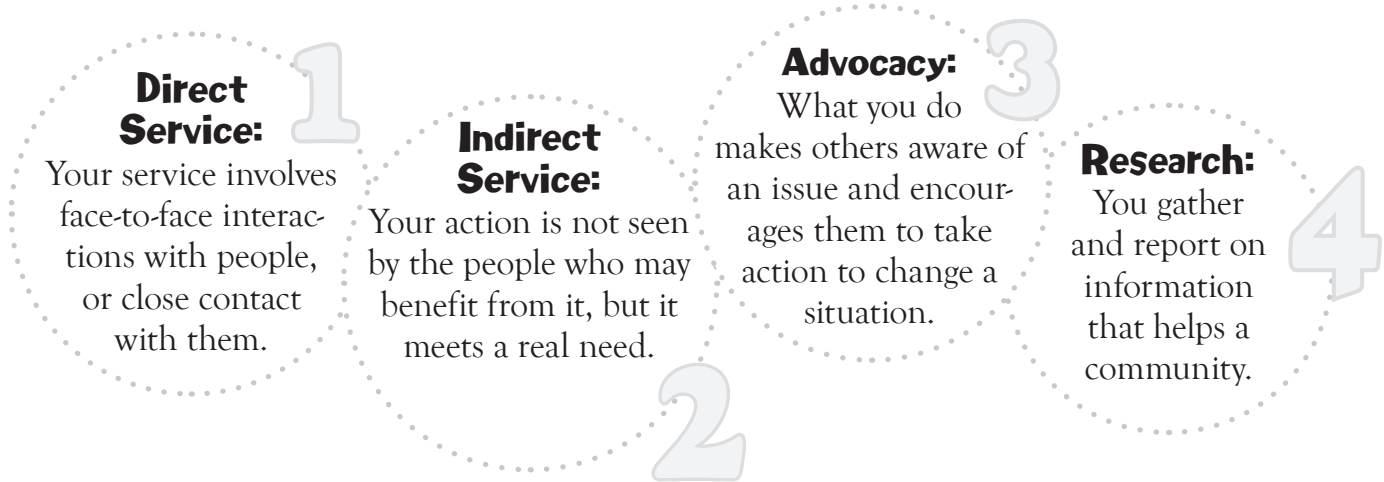 1
Direct
Service:
Your service involves
face-to-face interac-
tions with people,
or close contact
with them.
2
Indirect
Service:
Your action is not seen
by the people who may
benefit from it, but it
meets a real need.
3
Advocacy:
What you do
makes others aware of
an issue and encour-
ages them to take
action to change a
situation.
4
Research:
You gather
and report on
information
that helps a
community.